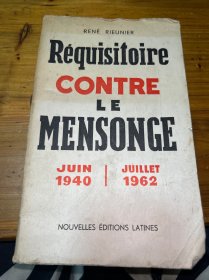 RENÉ RIEUNIER
Réquisitoire
CONTRE
LE
MENSONGE
JUIN | JUILLET
1940 | 1962
NOUVELLES ÉDITIONS LATINES